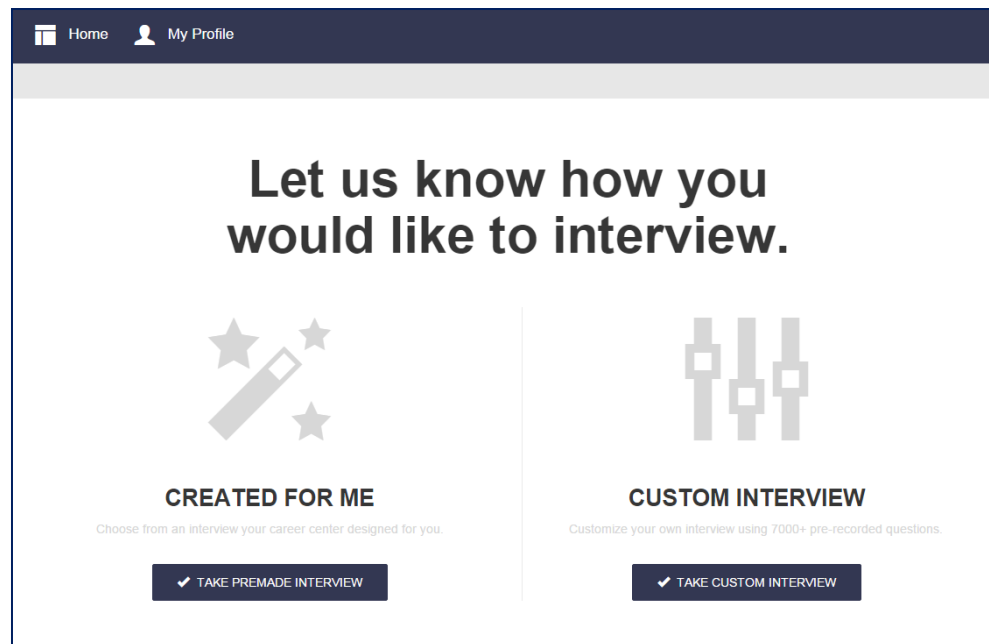 Home My Profile
Let us know how you
would like to interview.
CREATED FOR ME
Choose from an interview your career center designed for you.
TAKE PREMADE INTERVIEW
CUSTOM INTERVIEW
Customize your own interview using 7000+ pre-recorded questions.
TAKE CUSTOM INTERVIEW